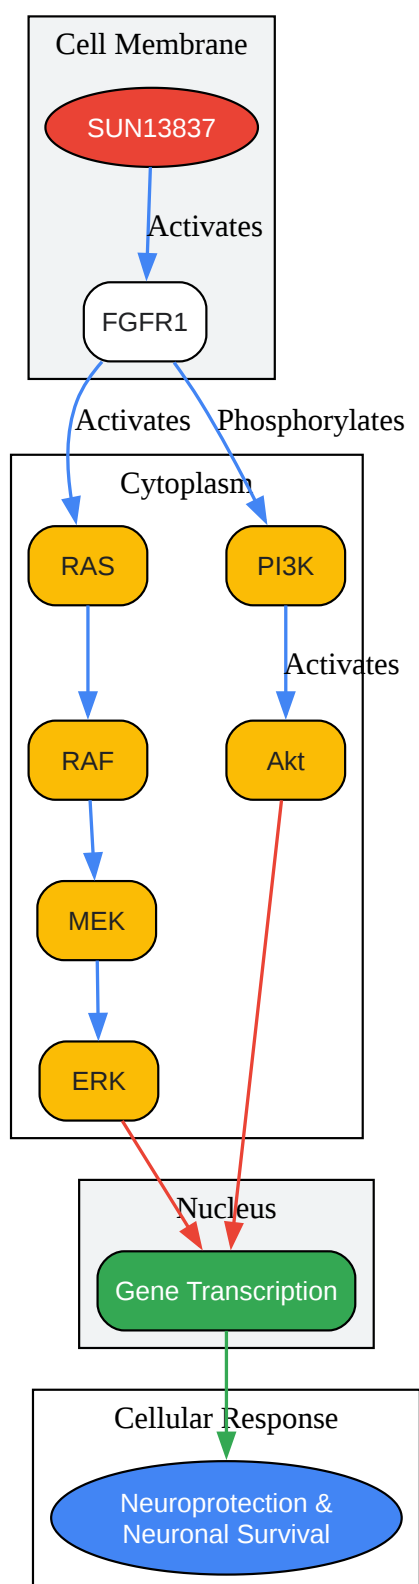 Cell Membrane
SUN13837
Activates
FGFR1
Activates
Phosphorylates
Cytoplasm
RAS
PI3K
Activates
RAF
Akt
MEK
ERK
Nucleus
Gene Transcription
Cellular Response
Neuroprotection &
Neuronal Survival